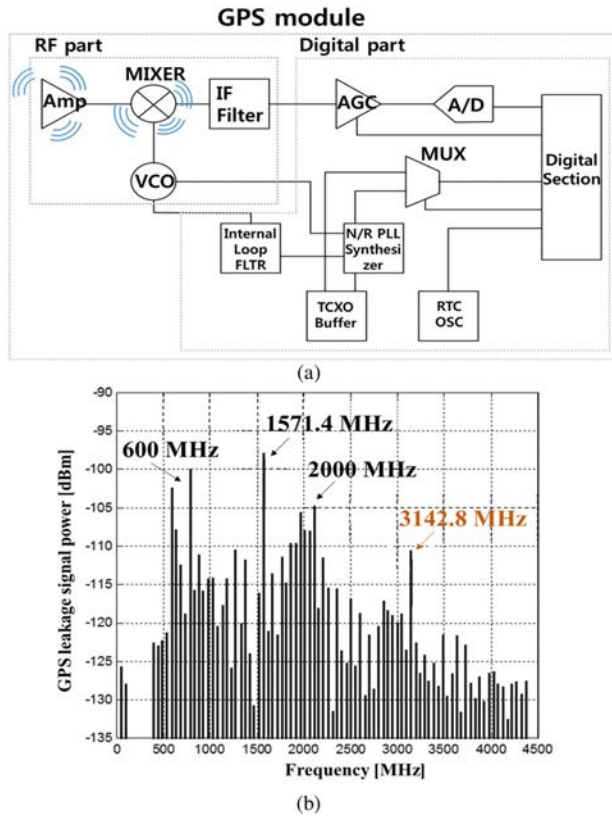 GPS module
RF part
Digital part
MIXER
Amp
IF
Filter
AGC
A/D
MUX
Digital
Section
VCO
Internal
Loop
FLTR
N/R PLL
Synthesi
zer
TCXO
Buffer
RTC
OSC
(a)
-90
-95
-100
-105
-110
-115
-120
-125
-130
-135
GPS leakage signal power [dBm]
600 MHz
1571.4 MHz
2000 MHz
3142.8 MHz
0 500 1000 1500 2000 2500 3000 3500 4000 4500
Frequency [MHz]
(b)